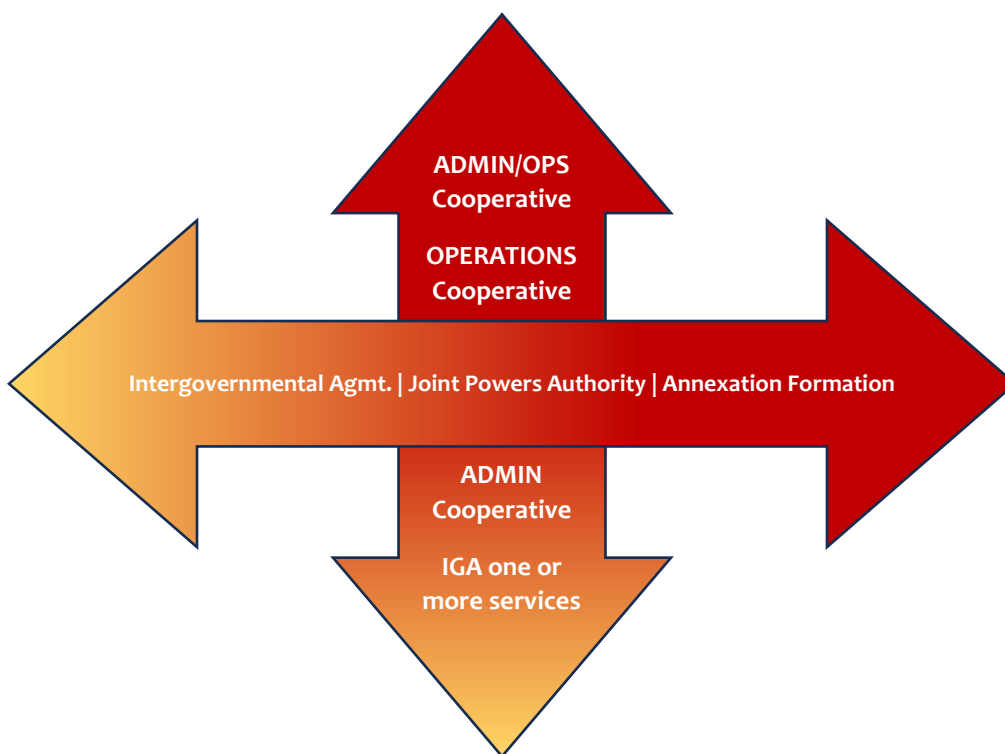 ADMIN/OPS
Cooperative
OPERATIONS
Cooperative
Intergovernmental Agmt. | Joint Powers Authority | Annexation Formation
ADMIN
Cooperative
IGA one or
more services